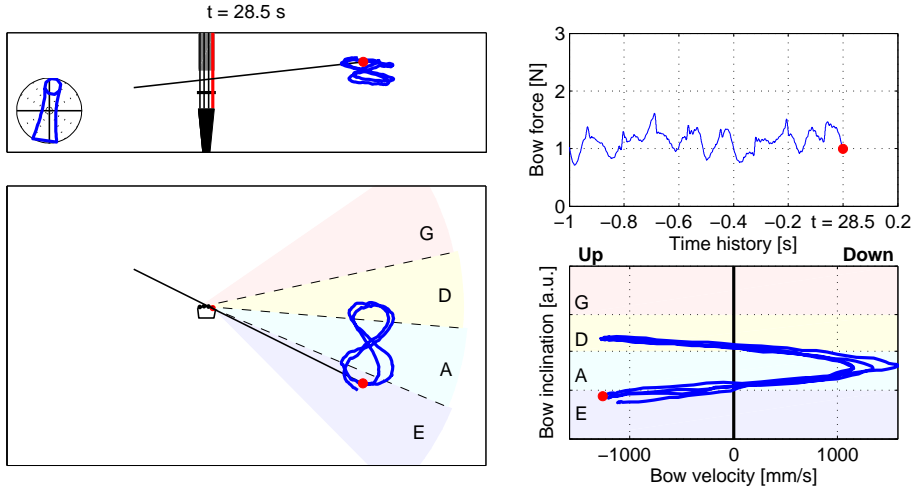 t = 28.5 s
G
D
A
E
Bow force [N]
3
2
1
0
−1 −0.8 −0.6 −0.4 −0.2 t = 28.5 0.2
Time history [s]
Up Down
Bow inclination [a.u.]
G
D
A
E
−1000 0 1000
Bow velocity [mm/s]